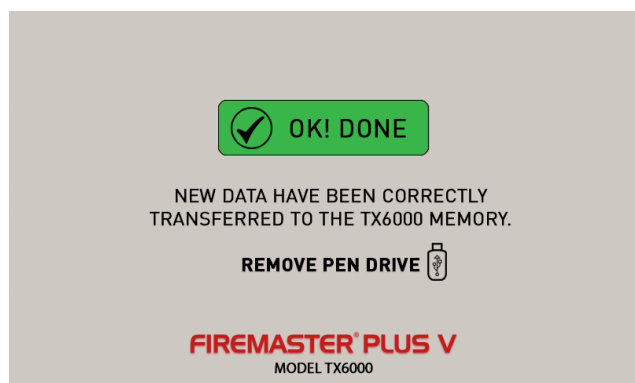 OK! DONE
NEW DATA HAVE BEEN CORRECTLY
TRANSFERRED TO THE TX6000 MEMORY.
REMOVE PEN DRIVE
FIREMASTER® PLUS V
MODEL TX6000